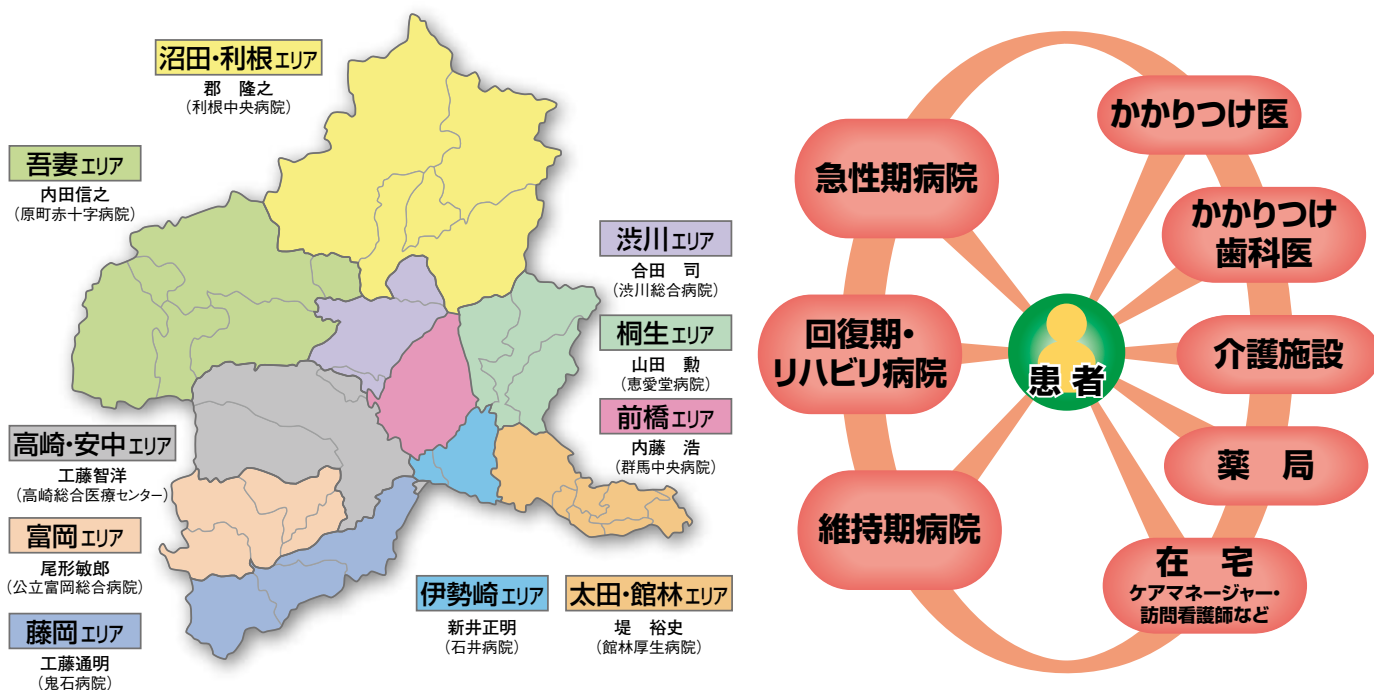 沼田・利根エリア
郡　隆之
（利根中央病院）
吾妻エリア
内田信之
（原町赤十字病院）
渋川エリア
合田　司
（渋川総合病院）
桐生エリア
山田　勲
（恵愛堂病院）
前橋エリア
内藤　浩
（群馬中央病院）
高崎・安中エリア
工藤智洋
（高崎総合医療センター）
富岡エリア
尾形敏郎
（公立富岡総合病院）
藤岡エリア
工藤通明
（鬼石病院）
伊勢崎エリア
新井正明
（石井病院）
太田・館林エリア
堤　裕史
（館林厚生病院）
急性期病院
回復期・
リハビリ病院
維持期病院
患者
かかりつけ医
かかりつけ
歯科医
介護施設
薬　局
在　宅
ケアマネージャー・
訪問看護師など